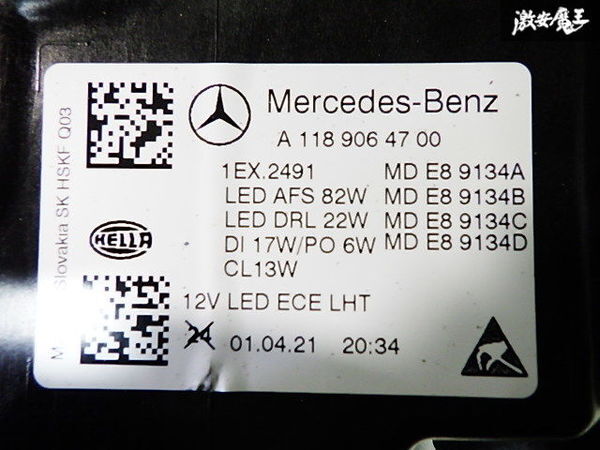 激安魔王
Mercedes-Benz
A 118 906 47 00
1EX.2491 MD E8 9134A
LED AFS 82W MD E8 9134B
LED DRL 22W MD E8 9134C
DI 17W/PO 6W MD E8 9134D
CL13W
12V LED ECE LHT
24 01.04.21 20:34
HELLA
Slovakia SK HSKF Q03